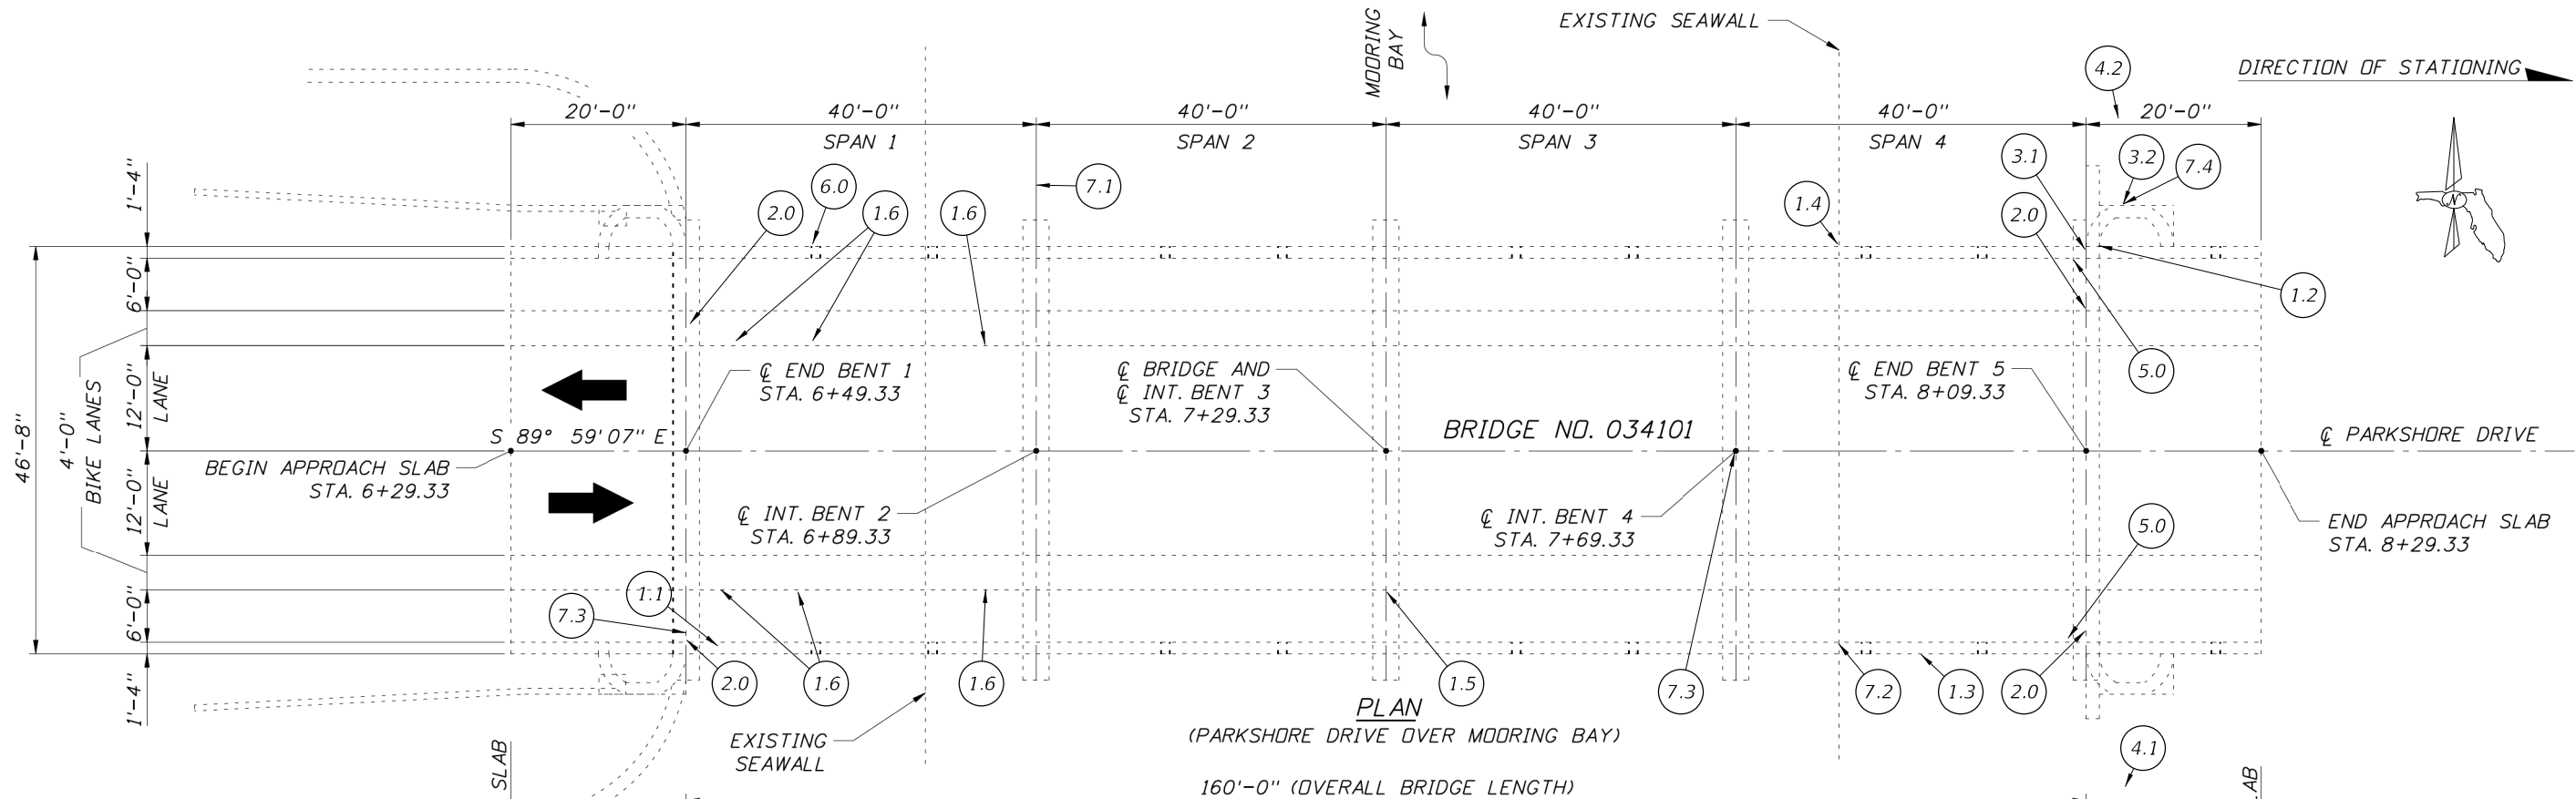 MOORING
BAY
EXISTING SEAWALL
4.2
DIRECTION OF STATIONING
20'-0"
40'-0"
40'-0"
40'-0"
40'-0"
20'-0"
SPAN 1
SPAN 2
SPAN 3
SPAN 4
3.1
3.2
7.4
1'-4"
6.0
7.1
2.0
1.6
1.6
1.4
2.0
N
46'-8"
6'-0"
1.2
4'-0"
BIKE LANES
12'-0"
LANE
℄ END BENT 1
STA. 6+49.33
℄ BRIDGE AND
℄ INT. BENT 3
STA. 7+29.33
℄ END BENT 5
STA. 8+09.33
5.0
S 89° 59'07" E
BRIDGE NO. 034101
℄ PARKSHORE DRIVE
BEGIN APPROACH SLAB
STA. 6+29.33
12'-0"
LANE
℄ INT. BENT 2
STA. 6+89.33
℄ INT. BENT 4
STA. 7+69.33
5.0
END APPROACH SLAB
STA. 8+29.33
6'-0"
7.3
1.1
1'-4"
2.0
1.6
1.6
1.5
7.3
7.2
1.3
2.0
PLAN
(PARKSHORE DRIVE OVER MOORING BAY)
EXISTING
SEAWALL
4.1
SLAB
160'-0" (OVERALL BRIDGE LENGTH)